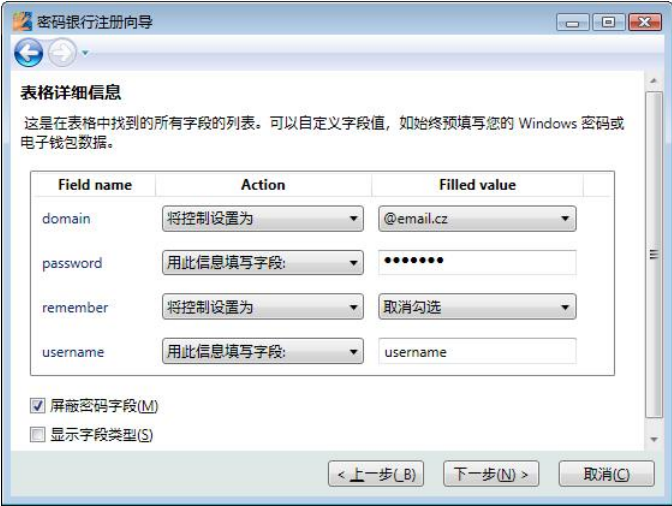 密码银行注册向导
表格详细信息
这是在表格中找到的所有字段的列表。可以自定义字段值，如始终预填写您的 Windows 密码或
电子钱包数据。
Field name Action Filled value
domain 将控制设置为 @email.cz
password 用此信息填写字段: •••••••
remember 将控制设置为 取消勾选
username 用此信息填写字段: username
屏蔽密码字段(M)
显示字段类型(S)
< 上一步(_B) 下一步(N) > 取消(C)